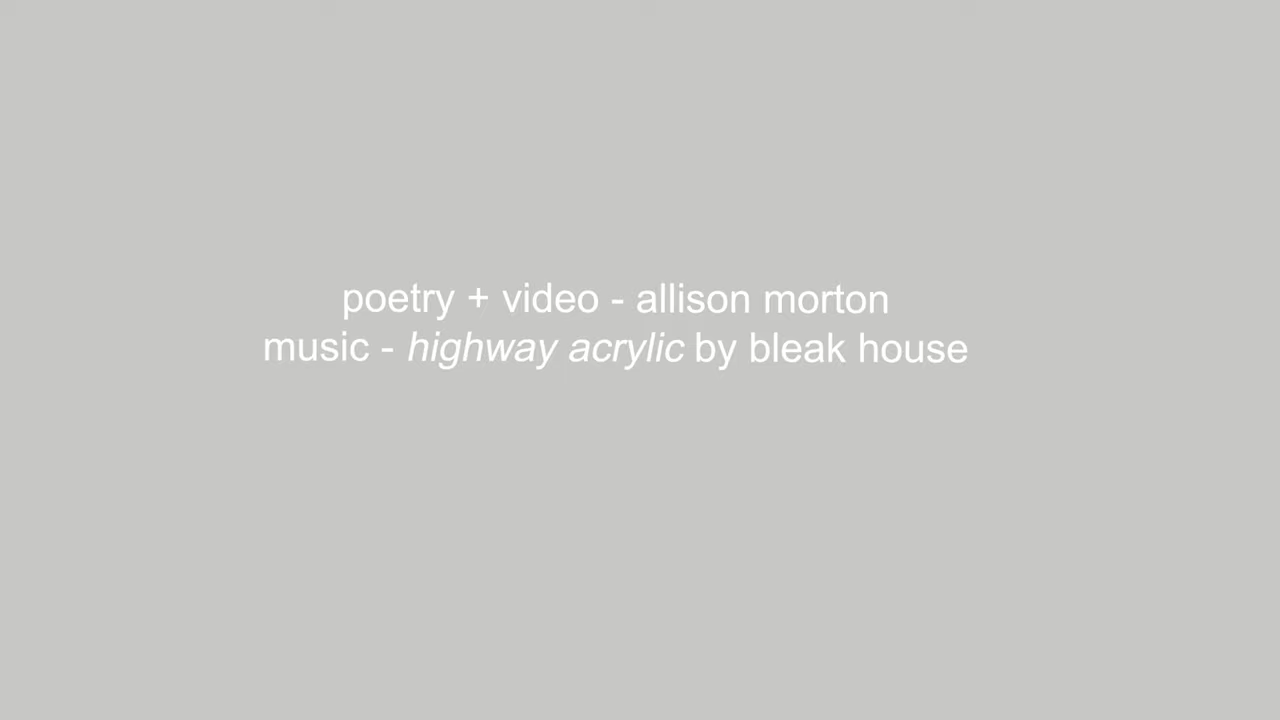 poetry + video - allison morton
music - highway acrylic by bleak house